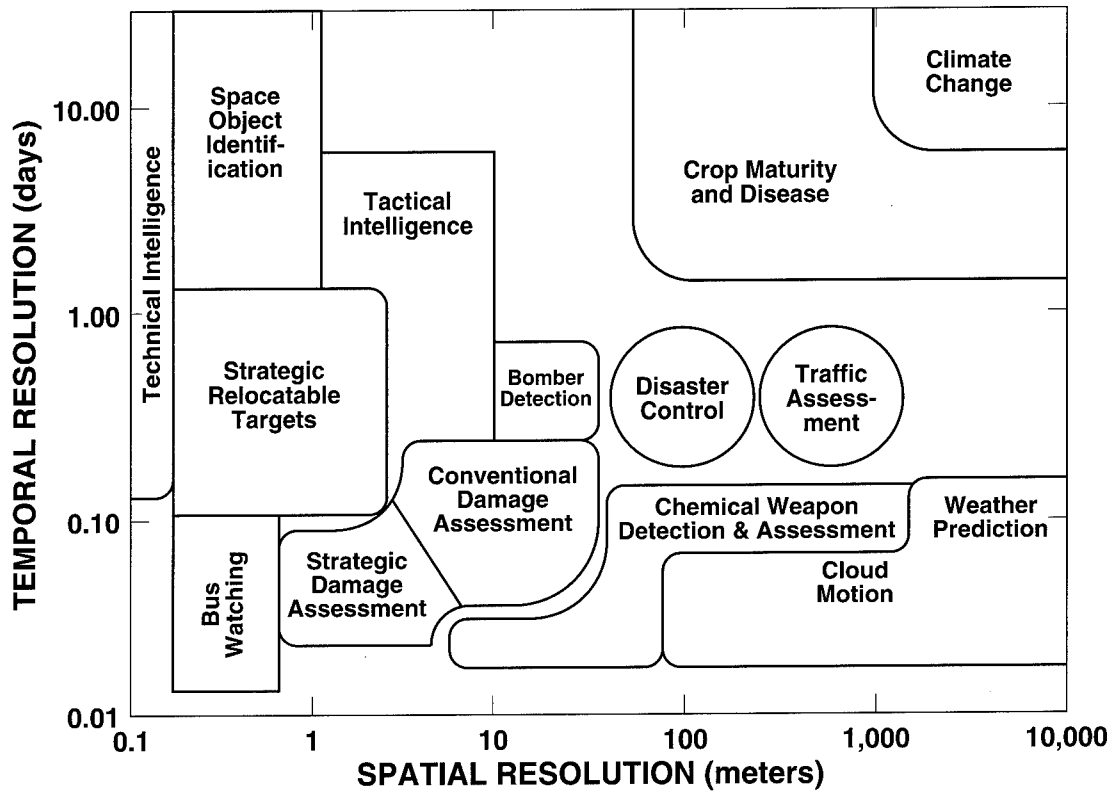 TEMPORAL RESOLUTION (days)
10.00
1.00
0.10
0.01
Technical Intelligence
Space
Object
Identif-
ication
Tactical
Intelligence
Crop Maturity
and Disease
Climate
Change
Strategic
Relocatable
Targets
Bomber
Detection
Disaster
Control
Traffic
Assess-
ment
Conventional
Damage
Assessment
Chemical Weapon
Detection & Assessment
Weather
Prediction
Bus
Watching
Strategic
Damage
Assessment
Cloud
Motion
0.1 1 10 100 1,000 10,000
SPATIAL RESOLUTION (meters)